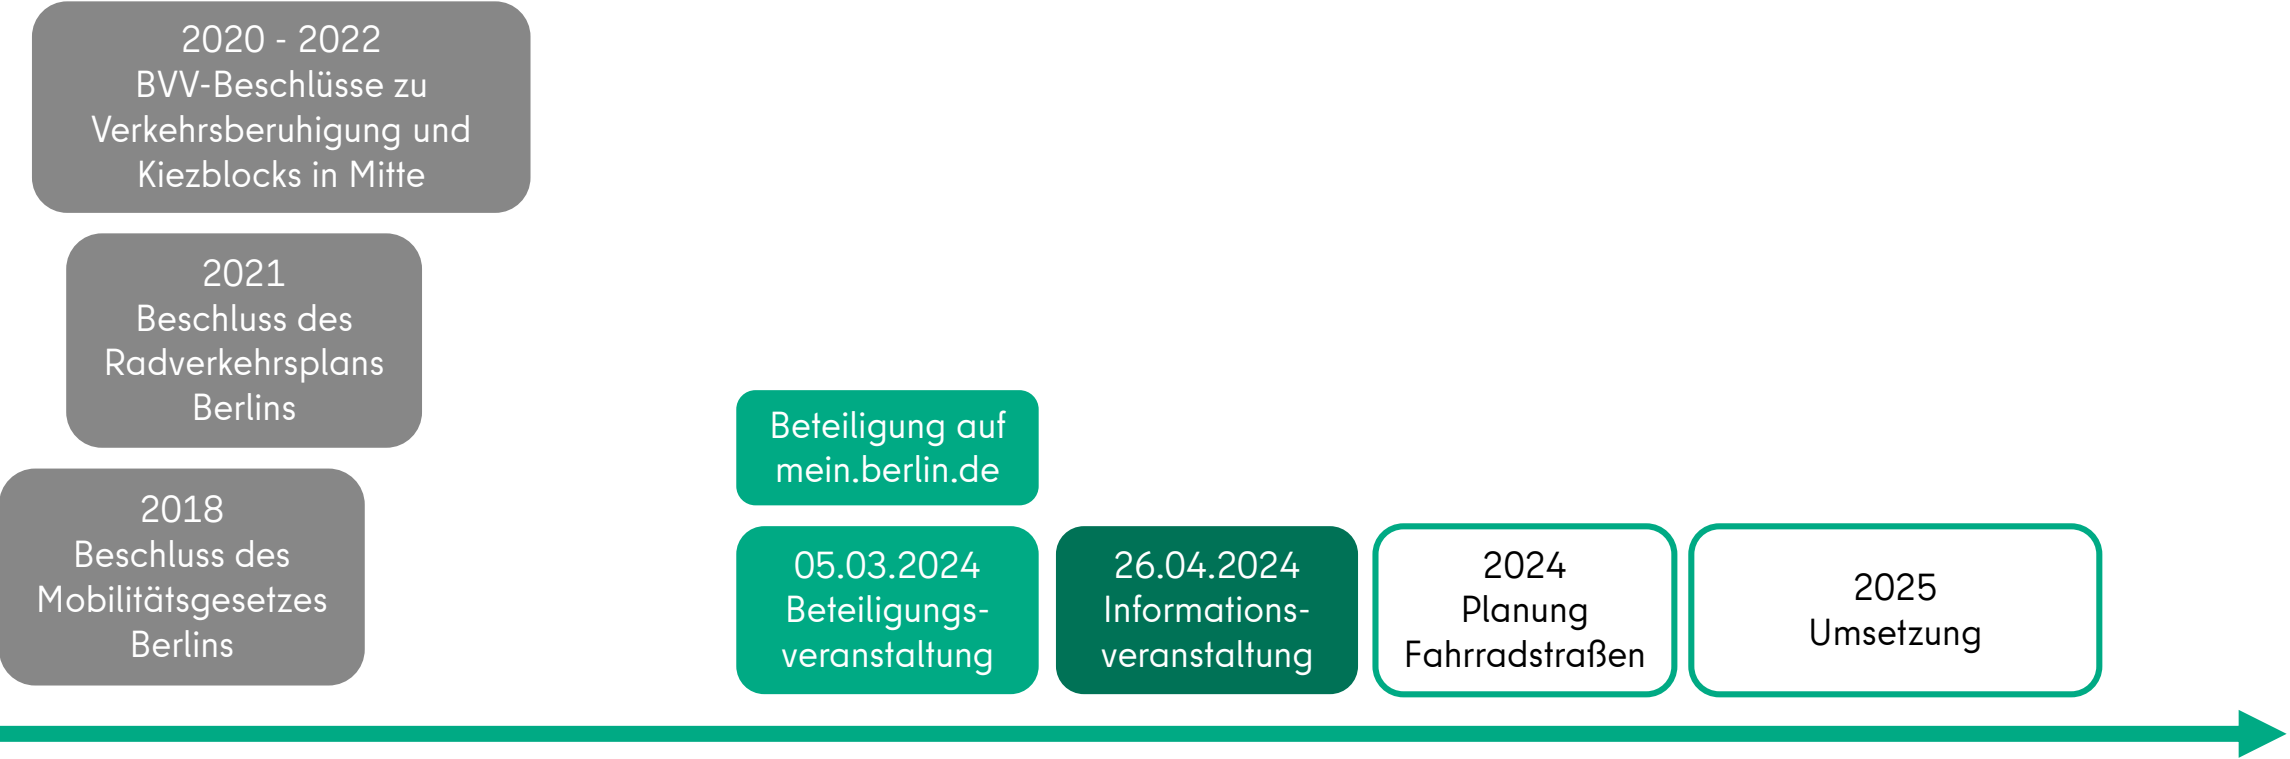 2020 - 2022
BVV-Beschlüsse zu
Verkehrsberuhigung und
Kiezblocks in Mitte
2021
Beschluss des
Radverkehrsplans
Berlins
2018
Beschluss des
Mobilitätsgesetzes
Berlins
Beteiligung auf
mein.berlin.de
05.03.2024
Beteiligungs-
veranstaltung
26.04.2024
Informations-
veranstaltung
2024
Planung
Fahrradstraßen
2025
Umsetzung